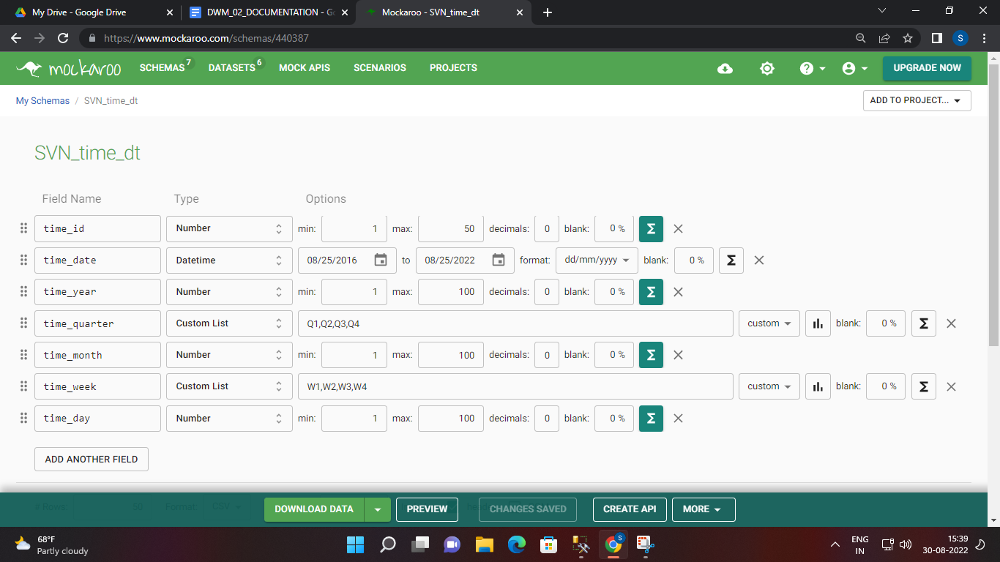 My Drive - Google Drive
DWM_02_DOCUMENTATION - Go
Mockaroo - SVN_time_dt
https://www.mockaroo.com/schemas/440387
S
mockaroo SCHEMAS 7 DATASETS 6 MOCK APIS SCENARIOS PROJECTS UPGRADE NOW
My Schemas / SVN_time_dt ADD TO PROJECT...
SVN_time_dt
Field Name Type Options
time_id Number min: 1 max: 50 decimals: 0 blank: 0 % Σ
time_date Datetime 08/25/2016 to 08/25/2022 format: dd/mm/yyyy blank: 0 % Σ
time_year Number min: 1 max: 100 decimals: 0 blank: 0 % Σ
time_quarter Custom List Q1,Q2,Q3,Q4 custom blank: 0 % Σ
time_month Number min: 1 max: 100 decimals: 0 blank: 0 % Σ
time_week Custom List W1,W2,W3,W4 custom blank: 0 % Σ
time_day Number min: 1 max: 100 decimals: 0 blank: 0 % Σ
ADD ANOTHER FIELD
# Rows: 50 Format: CSV
DOWNLOAD DATA PREVIEW CHANGES SAVED CREATE API MORE
68°F
Partly cloudy
S
ENG
IN
15:39
30-08-2022